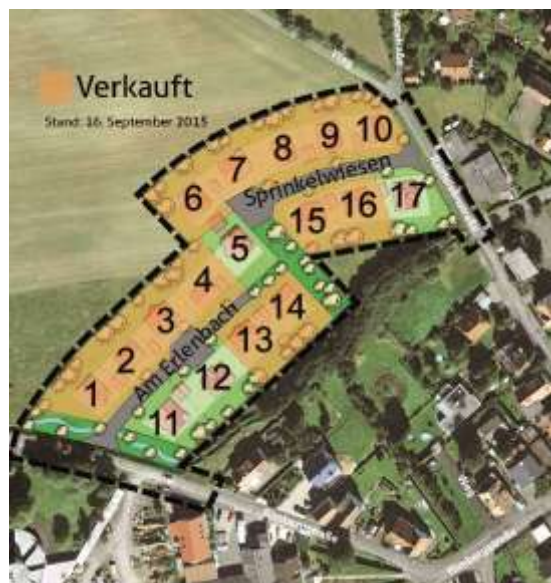 Verkauft
Stand: 16. September 2015
6 7 8 9 10
Sprinkelwiesen
15 16 17
5
1 2 3 4
Am Erlenbach
11 12 13 14